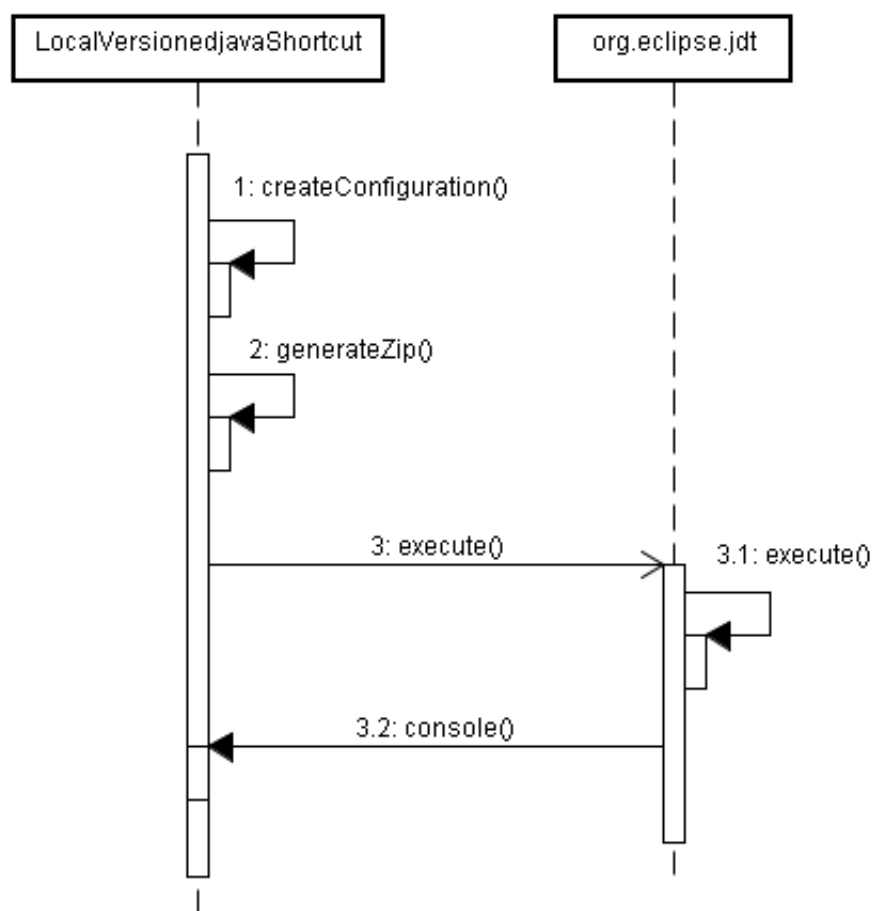 LocalVersionedjavaShortcut
org.eclipse.jdt
1: createConfiguration()
2: generateZip()
3: execute()
3.1: execute()
3.2: console()